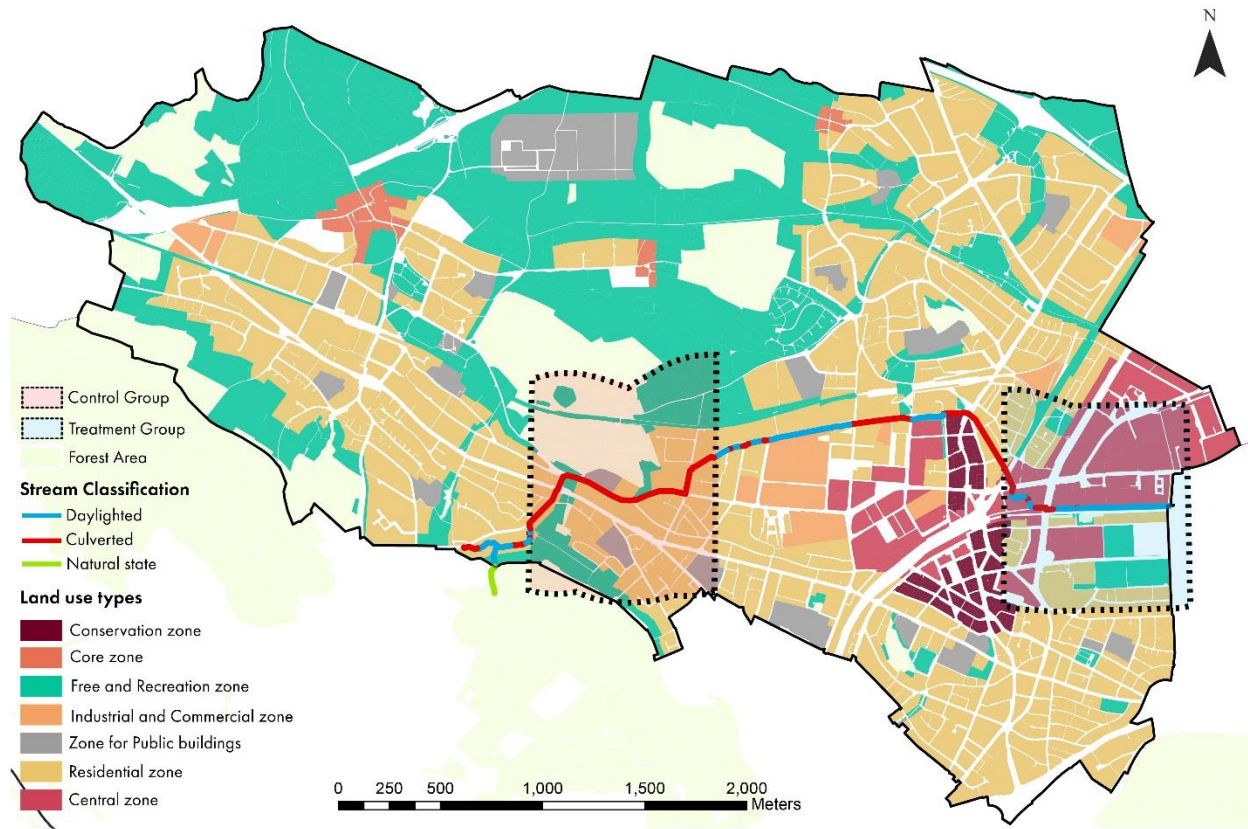 N
Control Group
Treatment Group
Forest Area
Stream Classification
Daylighted
Culverted
Natural state
Land use types
Conservation zone
Core zone
Free and Recreation zone
Industrial and Commercial zone
Zone for Public buildings
Residential zone
Central zone
0 250 500 1,000 1,500 2,000
Meters